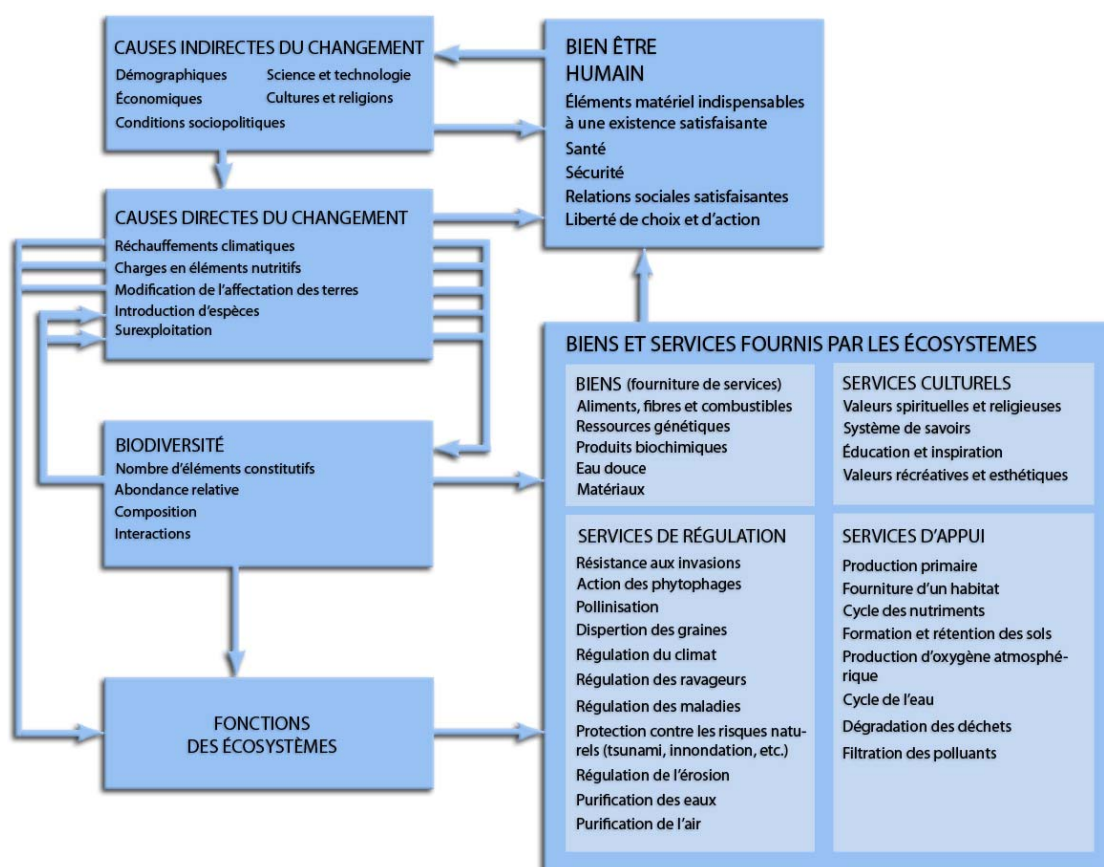 CAUSES INDIRECTES DU CHANGEMENT
Démographiques
Science et technologie
Économiques
Cultures et religions
Conditions sociopolitiques
BIEN ÊTRE
HUMAIN
Éléments matériel indispensables
à une existence satisfaisante
Santé
Sécurité
Relations sociales satisfaisantes
Liberté de choix et d'action
CAUSES DIRECTES DU CHANGEMENT
Réchauffements climatiques
Charges en éléments nutritifs
Modification de l'affectation des terres
Introduction d'espèces
Surexploitation
BIODIVERSITÉ
Nombre d'éléments constitutifs
Abondance relative
Composition
Interactions
FONCTIONS
DES ÉCOSYSTÈMES
BIENS ET SERVICES FOURNIS PAR LES ÉCOSYSTEMES
BIENS (fourniture de services)
Aliments, fibres et combustibles
Ressources génétiques
Produits biochimiques
Eau douce
Matériaux
SERVICES CULTURELS
Valeurs spirituelles et religieuses
Système de savoirs
Éducation et inspiration
Valeurs récréatives et esthétiques
SERVICES DE RÉGULATION
Résistance aux invasions
Action des phytophages
Pollinisation
Dispertion des graines
Régulation du climat
Régulation des ravageurs
Régulation des maladies
Protection contre les risques natu-
rels (tsunami, innondation, etc.)
Régulation de l'érosion
Purification des eaux
Purification de l'air
SERVICES D'APPUI
Production primaire
Fourniture d'un habitat
Cycle des nutriments
Formation et rétention des sols
Production d'oxygène atmosphé-
rique
Cycle de l'eau
Dégradation des déchets
Filtration des polluants